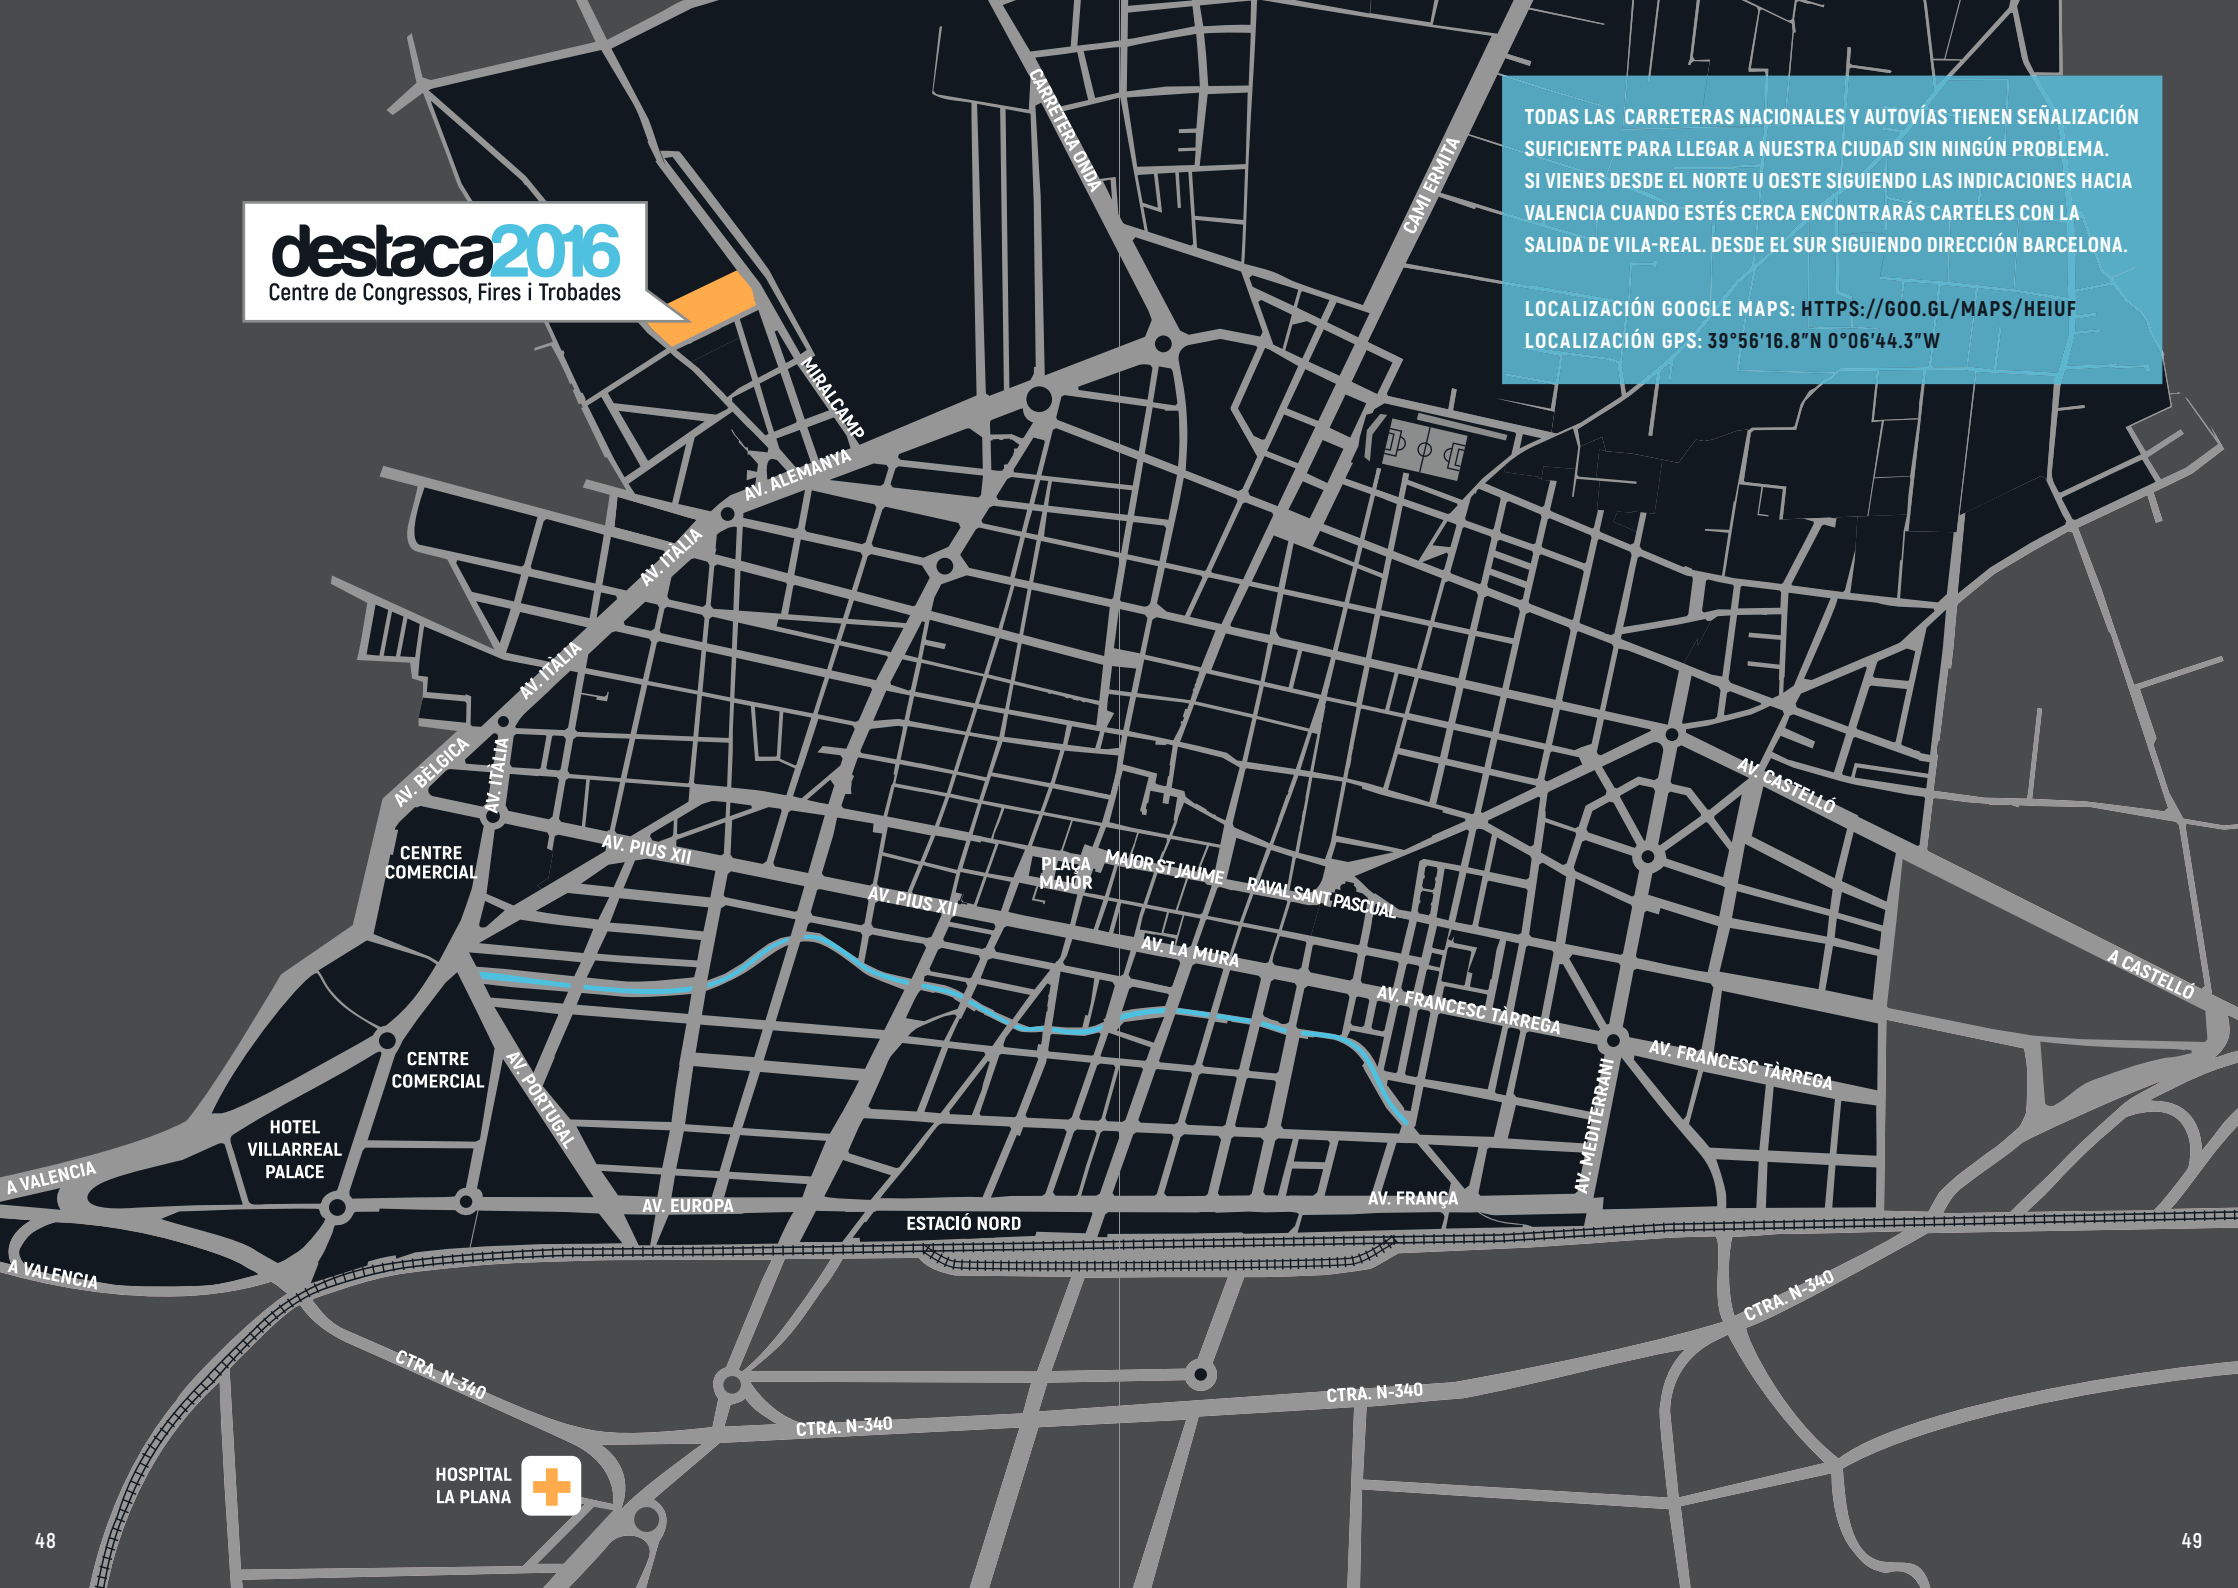 TODAS LAS CARRETERAS NACIONALES Y AUTOVÍAS TIENEN SEÑALIZACIÓN
SUFICIENTE PARA LLEGAR A NUESTRA CIUDAD SIN NINGÚN PROBLEMA.
SI VIENES DESDE EL NORTE U OESTE SIGUIENDO LAS INDICACIONES HACIA
VALENCIA CUANDO ESTÉS CERCA ENCONTRARÁS CARTELES CON LA
SALIDA DE VILA-REAL. DESDE EL SUR SIGUIENDO DIRECCIÓN BARCELONA.
LOCALIZACIÓN GOOGLE MAPS: HTTPS://GOO.GL/MAPS/HEIUF
LOCALIZACIÓN GPS: 39°56'16.8"N 0°06'44.3"W
destaca2016
Centre de Congressos, Fires i Trobades
CARRETERA ONDA
CAMI ERMITA
MIRALCAMP
AV. ALEMANYA
AV. ITÀLIA
AV. ITÀLIA
AV. BÈLGICA
AV. ITÀLIA
AV. CASTELLÓ
CENTRE
COMERCIAL
AV. PIUS XII
PLAÇA
MAJOR
MAJOR ST JAUME
RAVAL SANT PASCUAL
AV. PIUS XII
AV. LA MURA
A CASTELLÓ
AV. FRANCESC TÀRREGA
AV. FRANCESC TÀRREGA
CENTRE
COMERCIAL
AV. PORTUGAL
AV. MEDITERRANI
HOTEL
VILLARREAL
PALACE
A VALENCIA
AV. EUROPA
AV. FRANÇA
ESTACIÓ NORD
A VALENCIA
CTRA. N-340
CTRA. N-340
CTRA. N-340
CTRA. N-340
HOSPITAL
LA PLANA
48
49